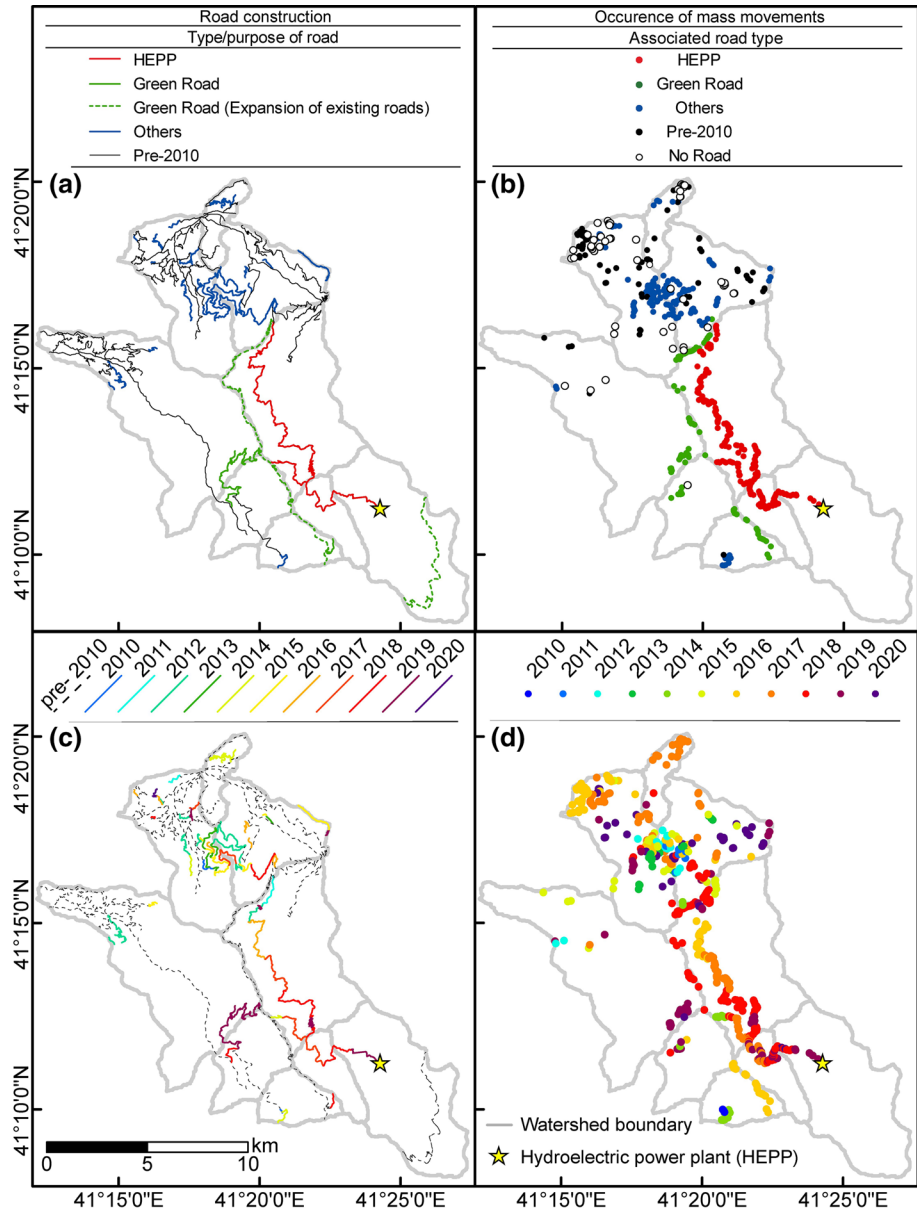 Road construction
Type/purpose of road
HEPP
Green Road
Green Road (Expansion of existing roads)
Others
Pre-2010
(a)
41°20'0"N
41°15'0"N
41°10'0"N
Occurence of mass movements
Associated road type
HEPP
Green Road
Others
Pre-2010
No Road
(b)
41°20'0"N
41°15'0"N
41°10'0"N
pre-2010 2010 2011 2012 2013 2014 2015 2016 2017 2018 2019 2020
(c)
41°20'0"N
41°15'0"N
41°10'0"N
km
0 5 10
41°15'0"E 41°20'0"E 41°25'0"E
2010 2011 2012 2013 2014 2015 2016 2017 2018 2019 2020
(d)
41°20'0"N
41°15'0"N
41°10'0"N
Watershed boundary
Hydroelectric power plant (HEPP)
41°15'0"E 41°20'0"E 41°25'0"E